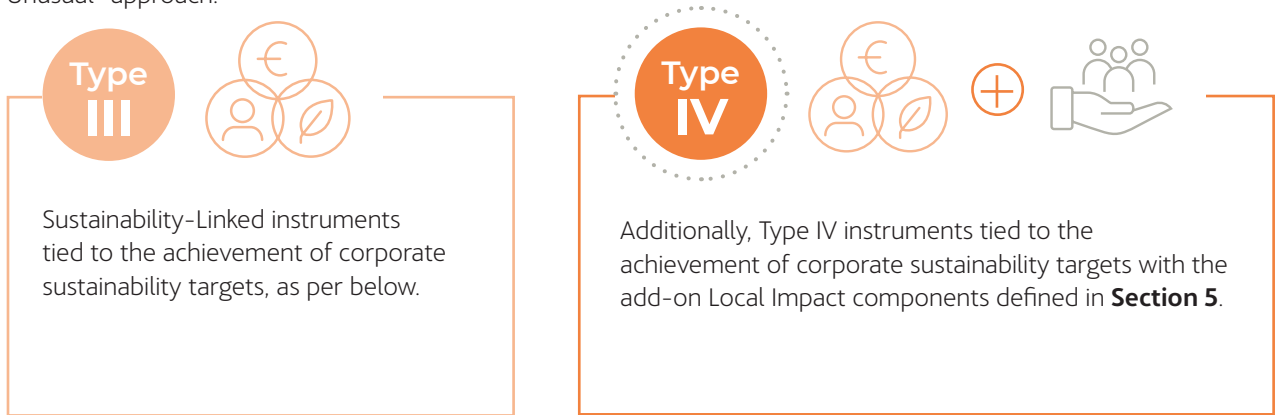 Unusual" approach.
Type
III
€
Sustainability-Linked instruments
tied to the achievement of corporate
sustainability targets, as per below.
Type
IV
€
Additionally, Type IV instruments tied to the
achievement of corporate sustainability targets with the
add-on Local Impact components defined in Section 5.